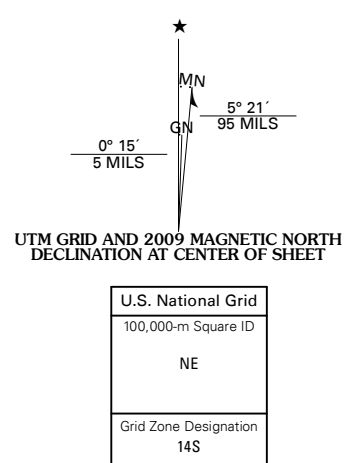 MN
GN
5° 21´
95 MILS
0° 15´
5 MILS
UTM GRID AND 2009 MAGNETIC NORTH
DECLINATION AT CENTER OF SHEET
U.S. National Grid
100,000-m Square ID
NE
Grid Zone Designation
14S